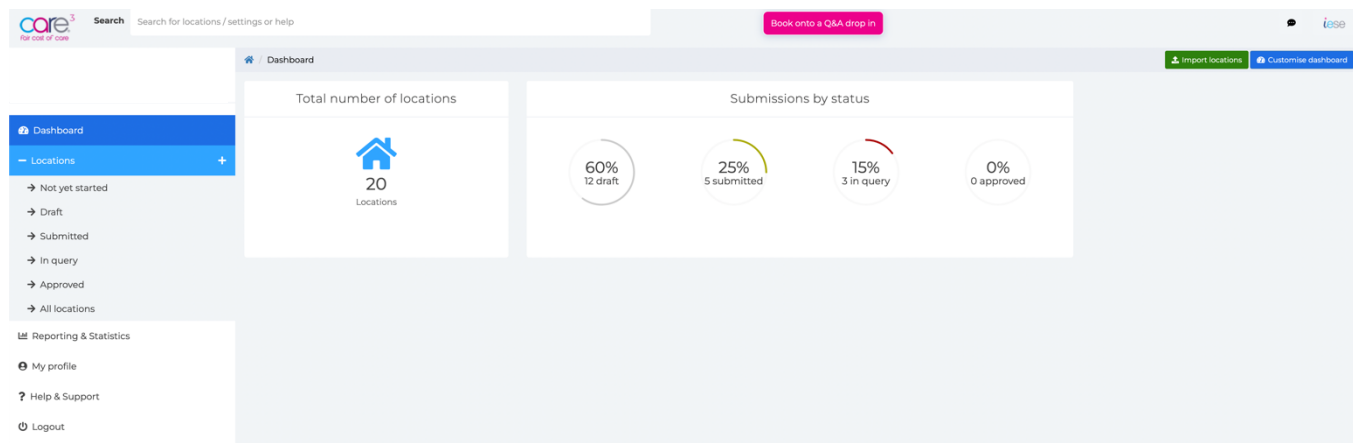 care3
fair cost of care
Search
Search for locations / settings or help
Book onto a Q&A drop in
iese
/ Dashboard
Import locations
Customise dashboard
Dashboard
Locations
Not yet started
Draft
Submitted
In query
Approved
All locations
Reporting & Statistics
My profile
Help & Support
Logout
Total number of locations
20
Locations
Submissions by status
60%
12 draft
25%
5 submitted
15%
3 in query
0%
0 approved